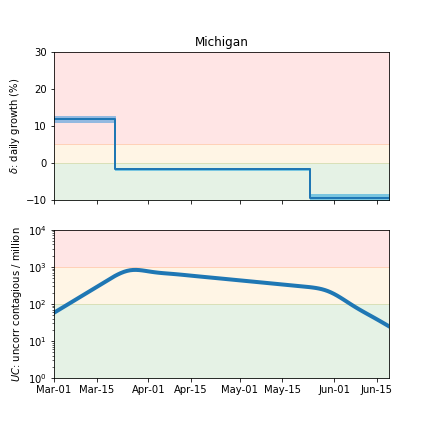 Michigan
δ: daily growth (%)
30
20
10
0
−10
UC: uncorr contagious / million
10⁴
10³
10²
10¹
10⁰
Mar-01 Mar-15 Apr-01 Apr-15 May-01 May-15 Jun-01 Jun-15